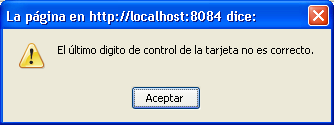 La página en http://localhost:8084 dice:
El último digito de control de la tarjeta no es correcto.
Aceptar